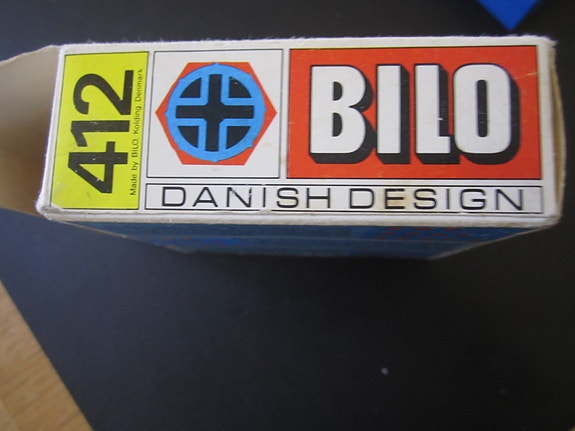 412
Made by BILO. Kolding. Denmark
BILO
DANISH DESIGN